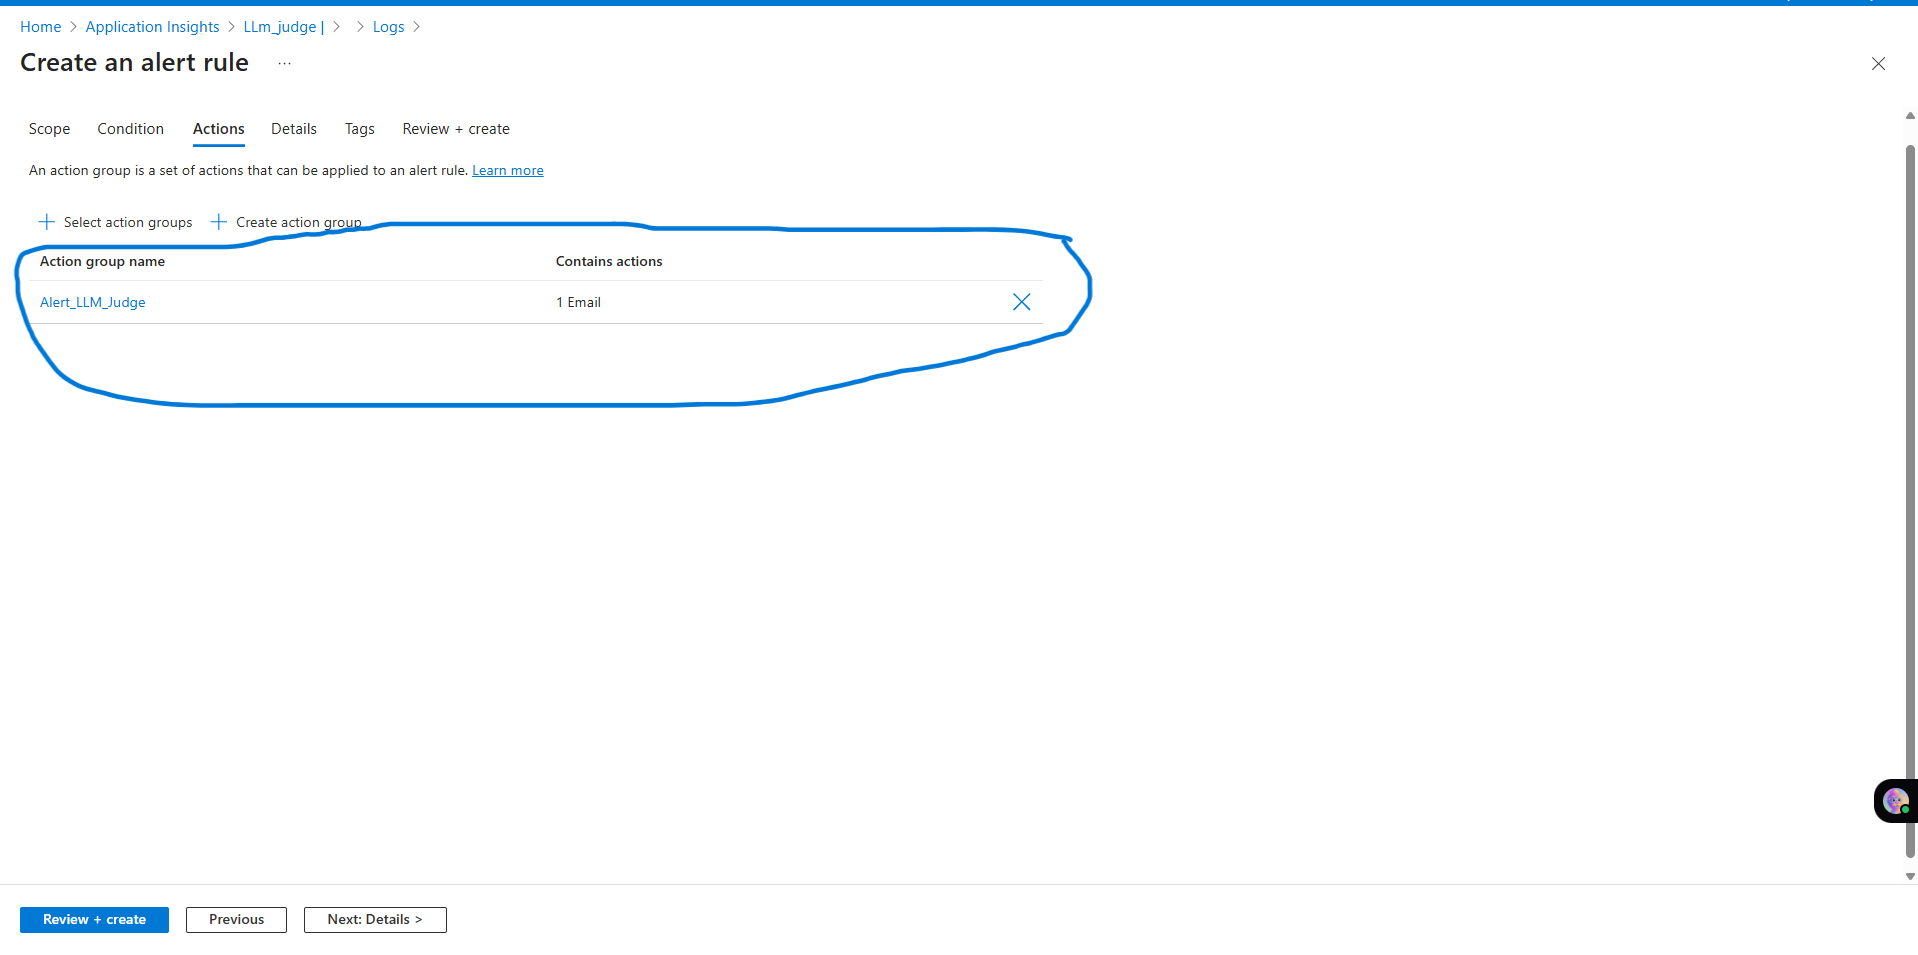 Home > Application Insights > LLm_judge | > > Logs >
Create an alert rule ...
Scope Condition Actions Details Tags Review + create
An action group is a set of actions that can be applied to an alert rule. Learn more
+ Select action groups + Create action group
Action group name Contains actions
Alert_LLM_Judge 1 Email
Review + create Previous Next: Details >